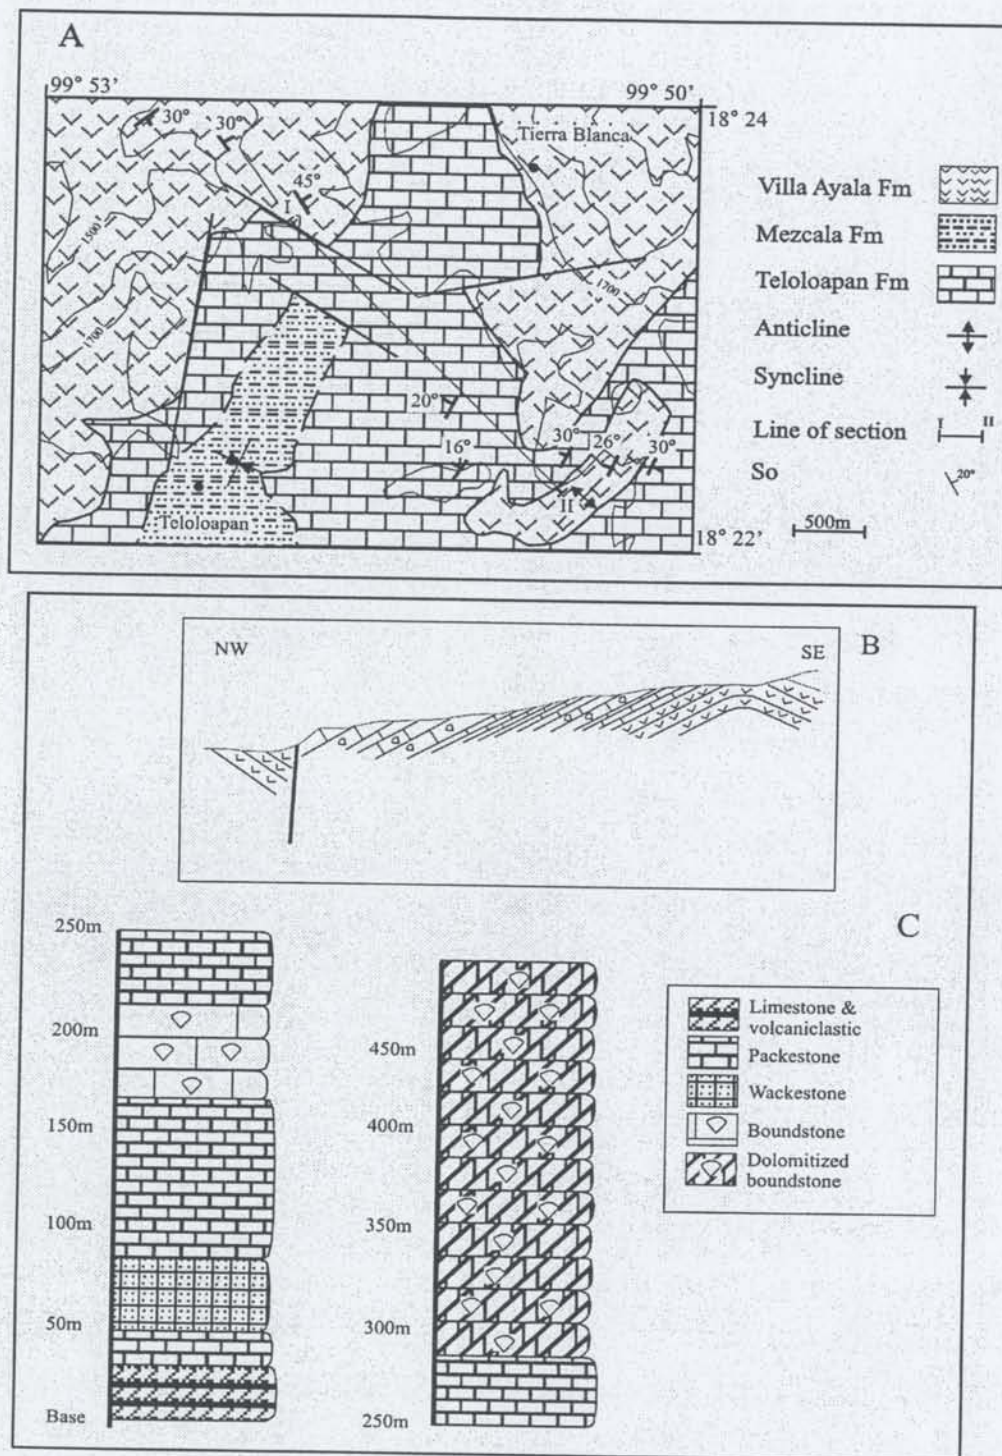 A
99° 53’
99° 50’
18° 24
30°
30°
Tierra Blanca
45°
I
1500’
1700
1700
20°
16°
30°
26°
30°
II
Teloloapan
18° 22’
Villa Ayala Fm
Mezcala Fm
Teloloapan Fm
Anticline
Syncline
Line of section
I
II
So
20°
500m
B
NW
SE
C
250m
200m
150m
100m
50m
Base
450m
400m
350m
300m
250m
Limestone &
volcaniclastic
Packestone
Wackestone
Boundstone
Dolomitized
boundstone